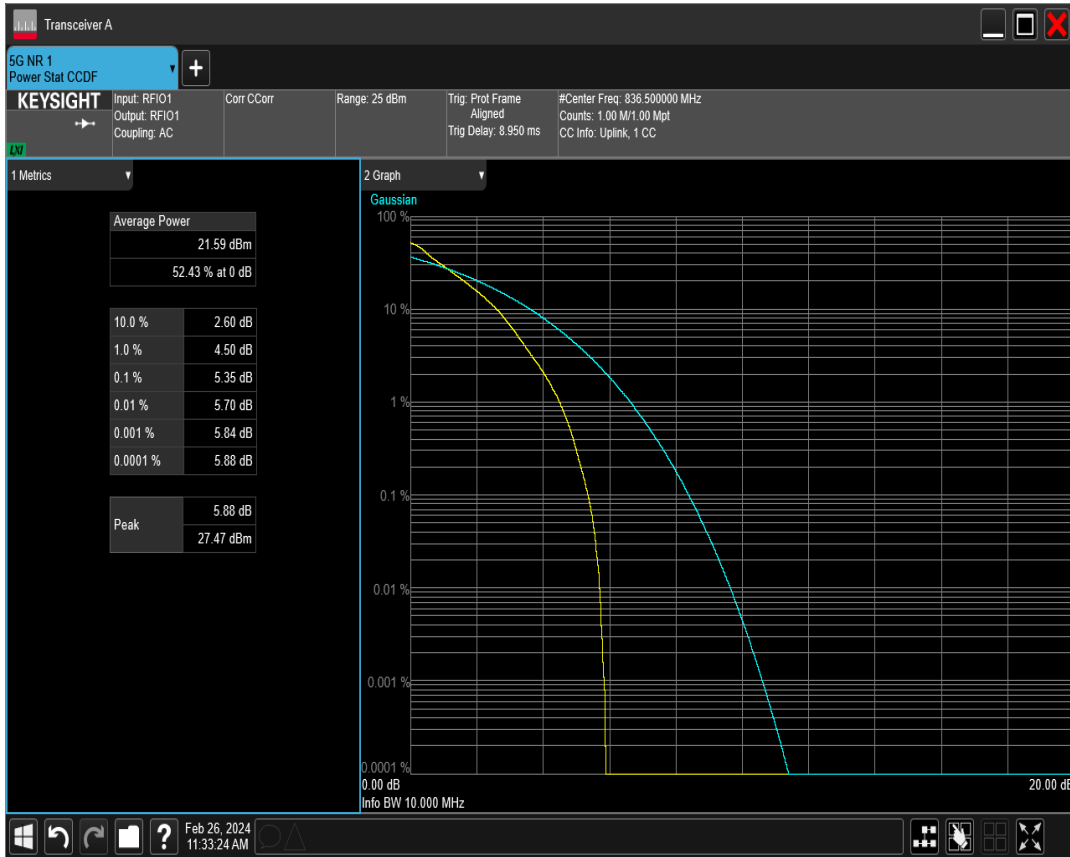 Transceiver A
5G NR 1
Power Stat CCDF
+
KEYSIGHT
LXI
Input: RFIO1
Output: RFIO1
Coupling: AC
Corr CCorr
Range: 25 dBm
Trig: Prot Frame
Aligned
Trig Delay: 8.950 ms
#Center Freq: 836.500000 MHz
Counts: 1.00 M/1.00 Mpt
CC Info: Uplink, 1 CC
1 Metrics
Average Power
21.59 dBm
52.43 % at 0 dB
10.0 % 2.60 dB
1.0 % 4.50 dB
0.1 % 5.35 dB
0.01 % 5.70 dB
0.001 % 5.84 dB
0.0001 % 5.88 dB
Peak 5.88 dB
27.47 dBm
2 Graph
Gaussian
100 %
10 %
1 %
0.1 %
0.01 %
0.001 %
0.0001 %
0.00 dB 20.00 dB
Info BW 10.000 MHz
?
Feb 26, 2024
11:33:24 AM